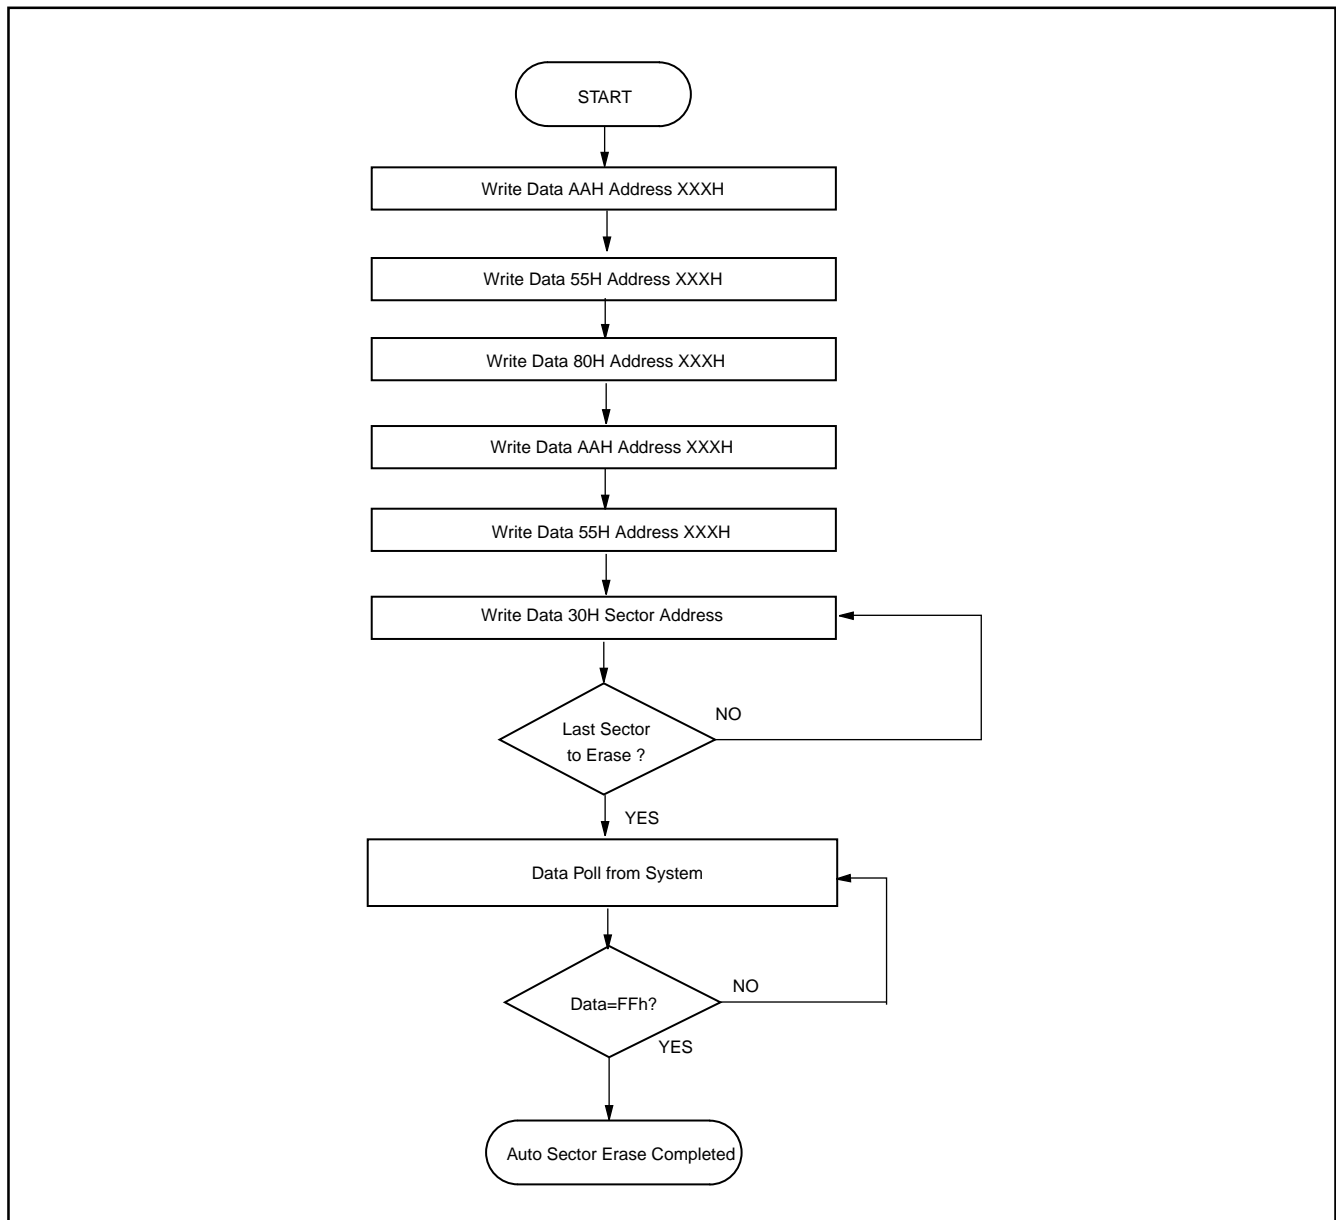 START
Write Data AAH Address XXXH
Write Data 55H Address XXXH
Write Data 80H Address XXXH
Write Data AAH Address XXXH
Write Data 55H Address XXXH
Write Data 30H Sector Address
Last Sector
to Erase ?
NO
YES
Data Poll from System
Data=FFh?
NO
YES
Auto Sector Erase Completed